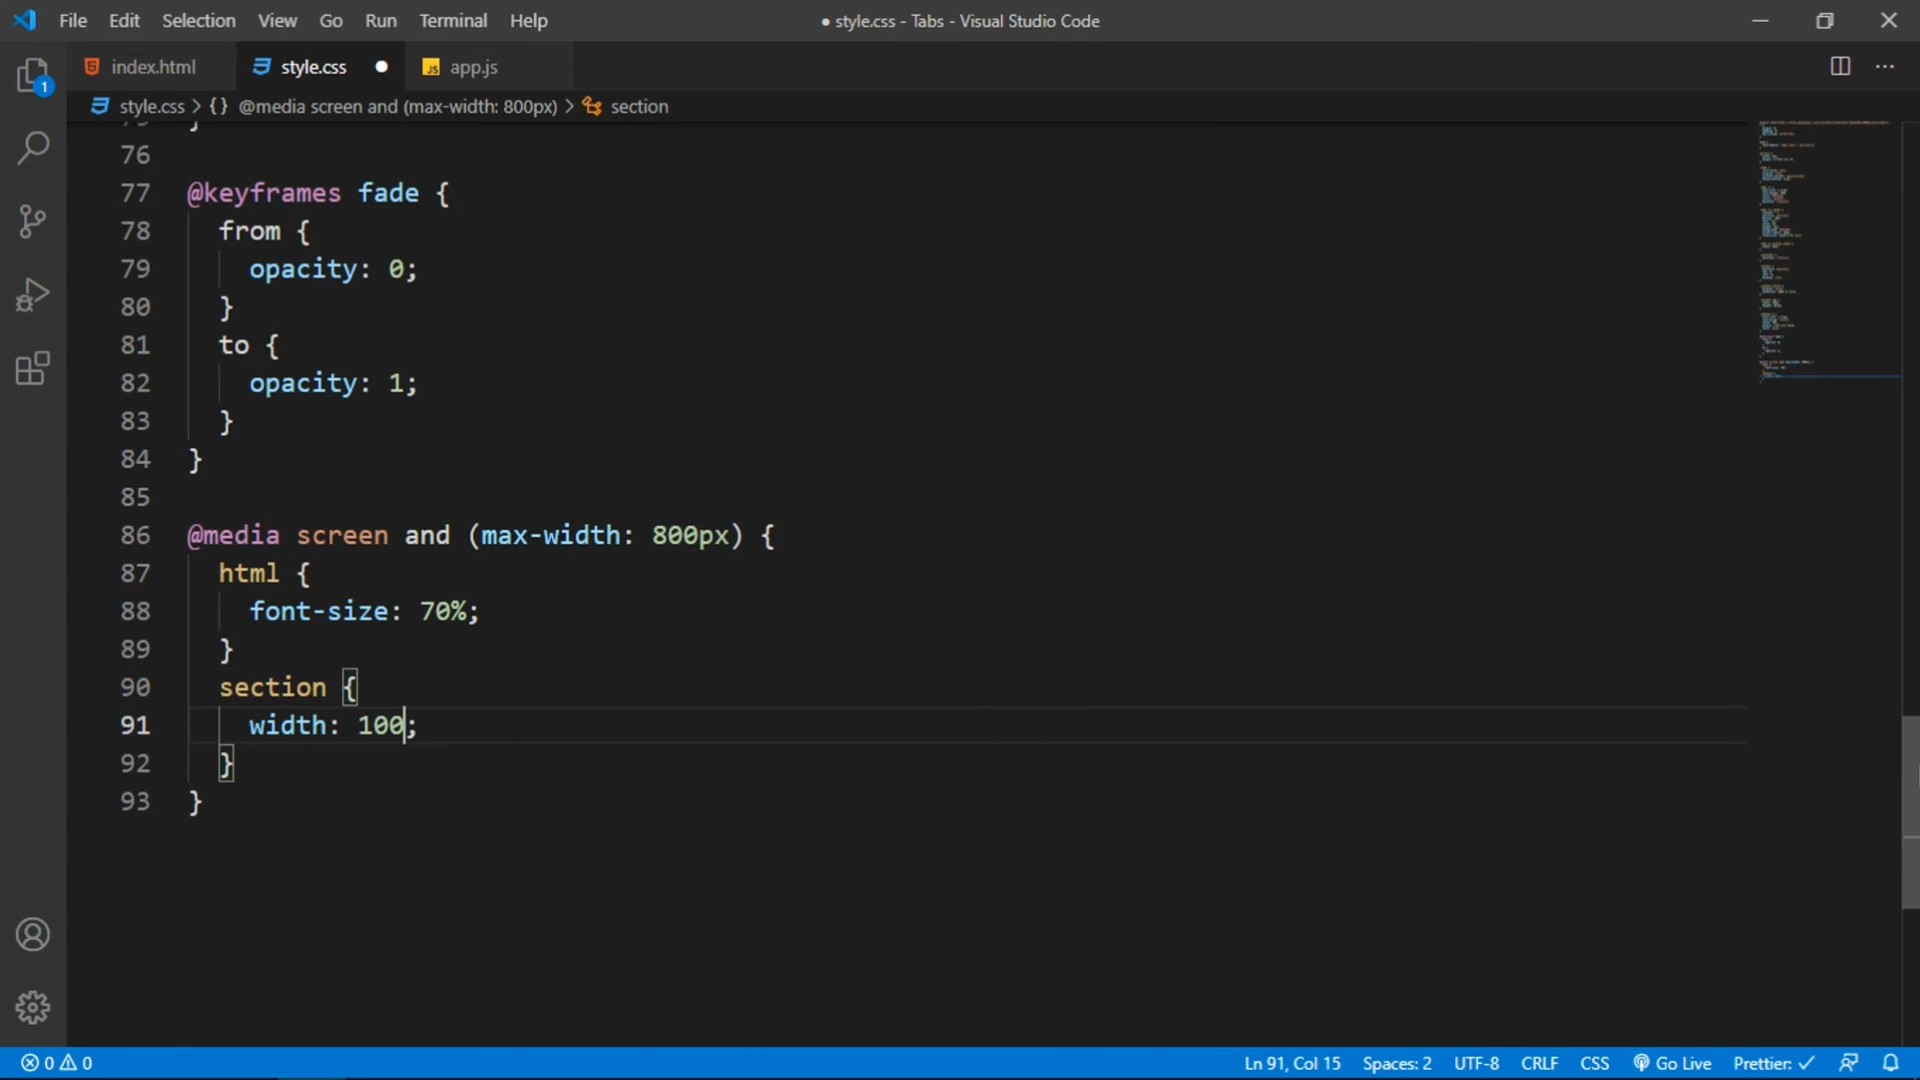 File Edit Selection View Go Run Terminal Help ● style.css - Tabs - Visual Studio Code
index.html style.css ● JS app.js
style.css > {} @media screen and (max-width: 800px) > section
1
76
77 @keyframes fade {
78 from {
79 opacity: 0;
80 }
81 to {
82 opacity: 1;
83 }
84 }
85
86 @media screen and (max-width: 800px) {
87 html {
88 font-size: 70%;
89 }
90 section {
91 width: 100;
92 }
93 }
0 0 Ln 91, Col 15 Spaces: 2 UTF-8 CRLF CSS Go Live Prettier: ✓